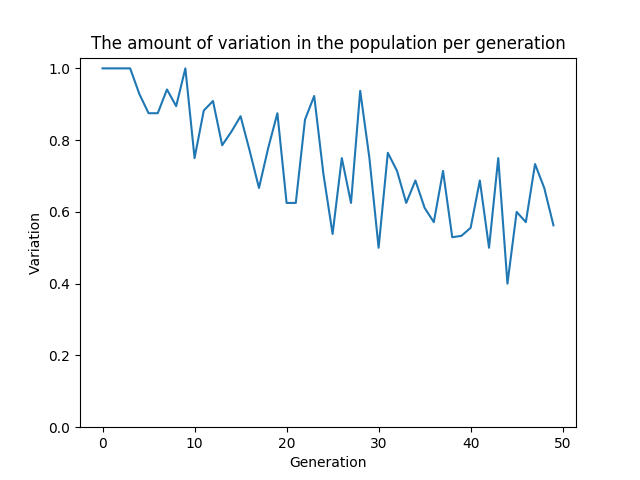 The amount of variation in the population per generation
1.0
0.8
0.6
0.4
0.2
0.0
Variation
0 10 20 30 40 50
Generation